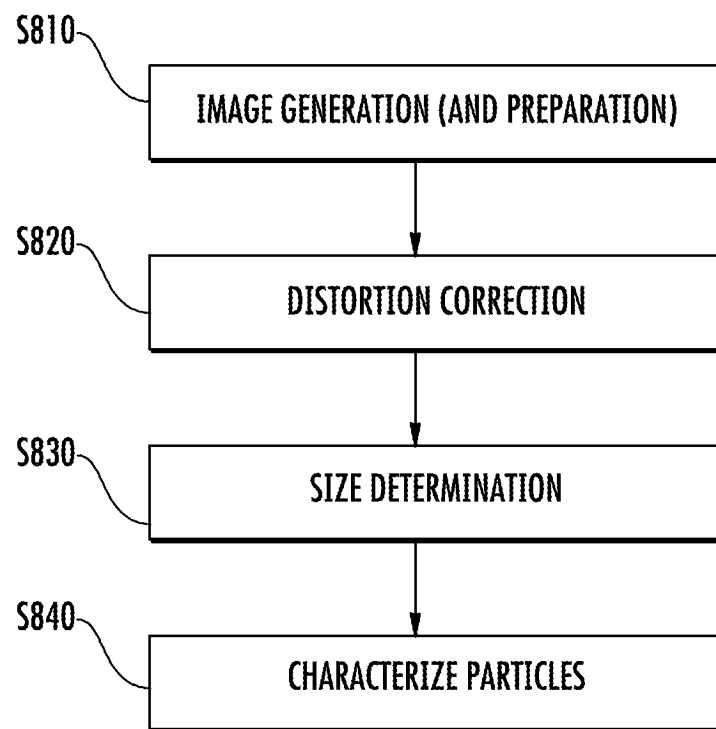 S810
IMAGE GENERATION (AND PREPARATION)
S820
DISTORTION CORRECTION
S830
SIZE DETERMINATION
S840
CHARACTERIZE PARTICLES